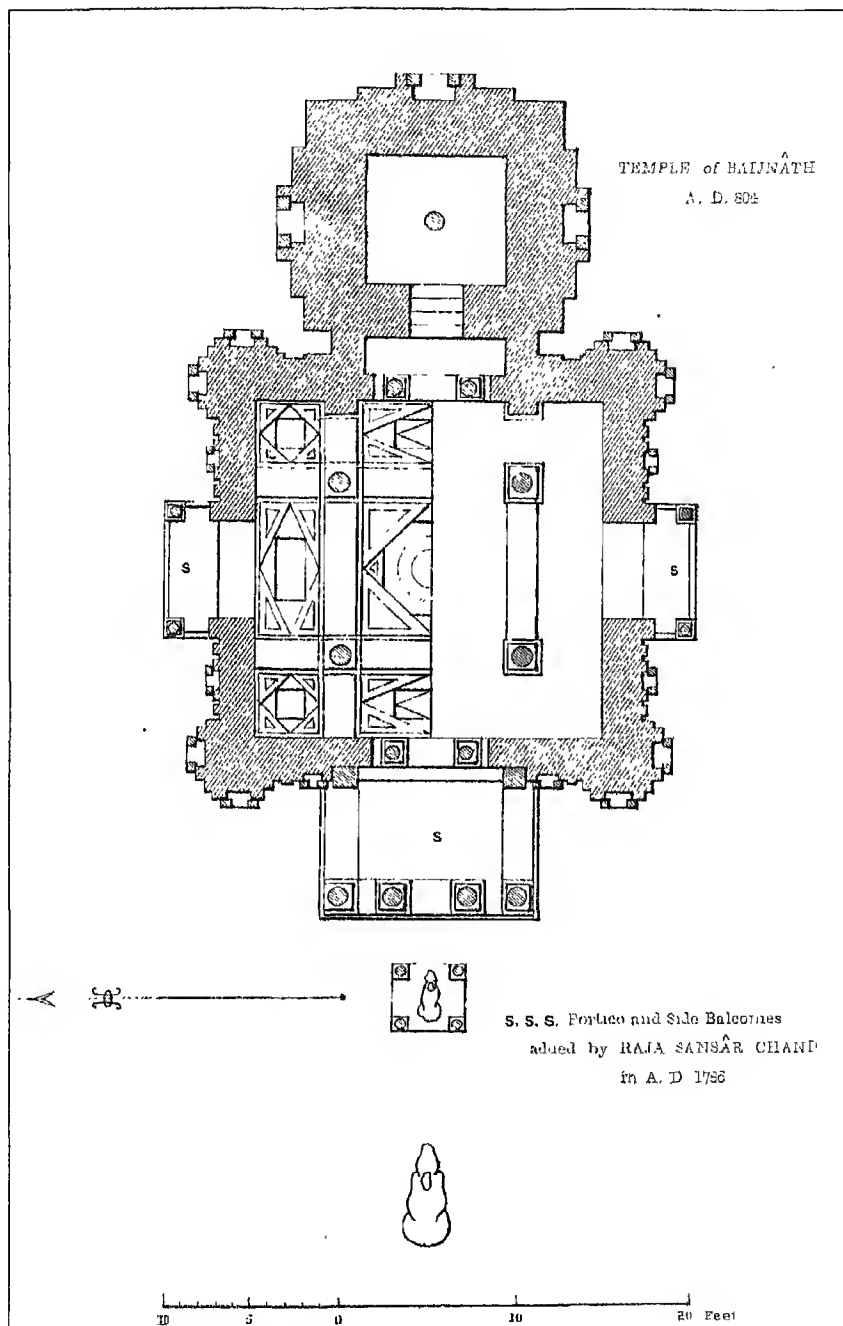 TEMPLE of BAIJNÂTH
A. D. 804
S
S
S
S. S. S. Portico and Side Balconies
added by RAJA SANSÂR CHAND
in A. D 1786
10 5 0 10 20 Feet